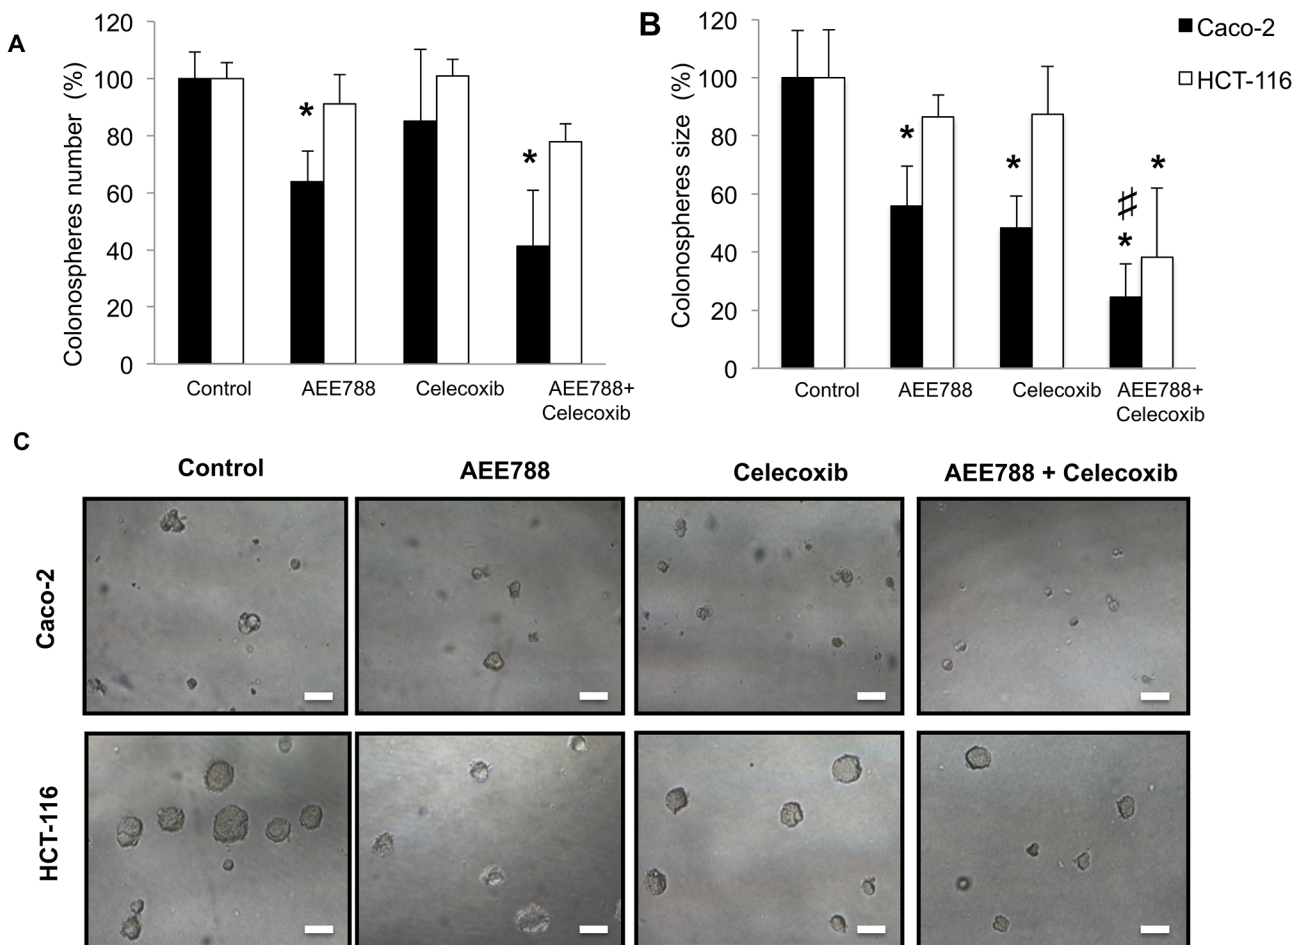 A
Colonospheres number (%)
120
100
80
60
40
20
0
*
*
Control
AEE788
Celecoxib
AEE788+
Celecoxib
B
Colonospheres size (%)
120
100
80
60
40
20
0
*
*
♯
*
*
Control
AEE788
Celecoxib
AEE788+
Celecoxib
Caco-2
HCT-116
C
Control
AEE788
Celecoxib
AEE788 + Celecoxib
Caco-2
HCT-116